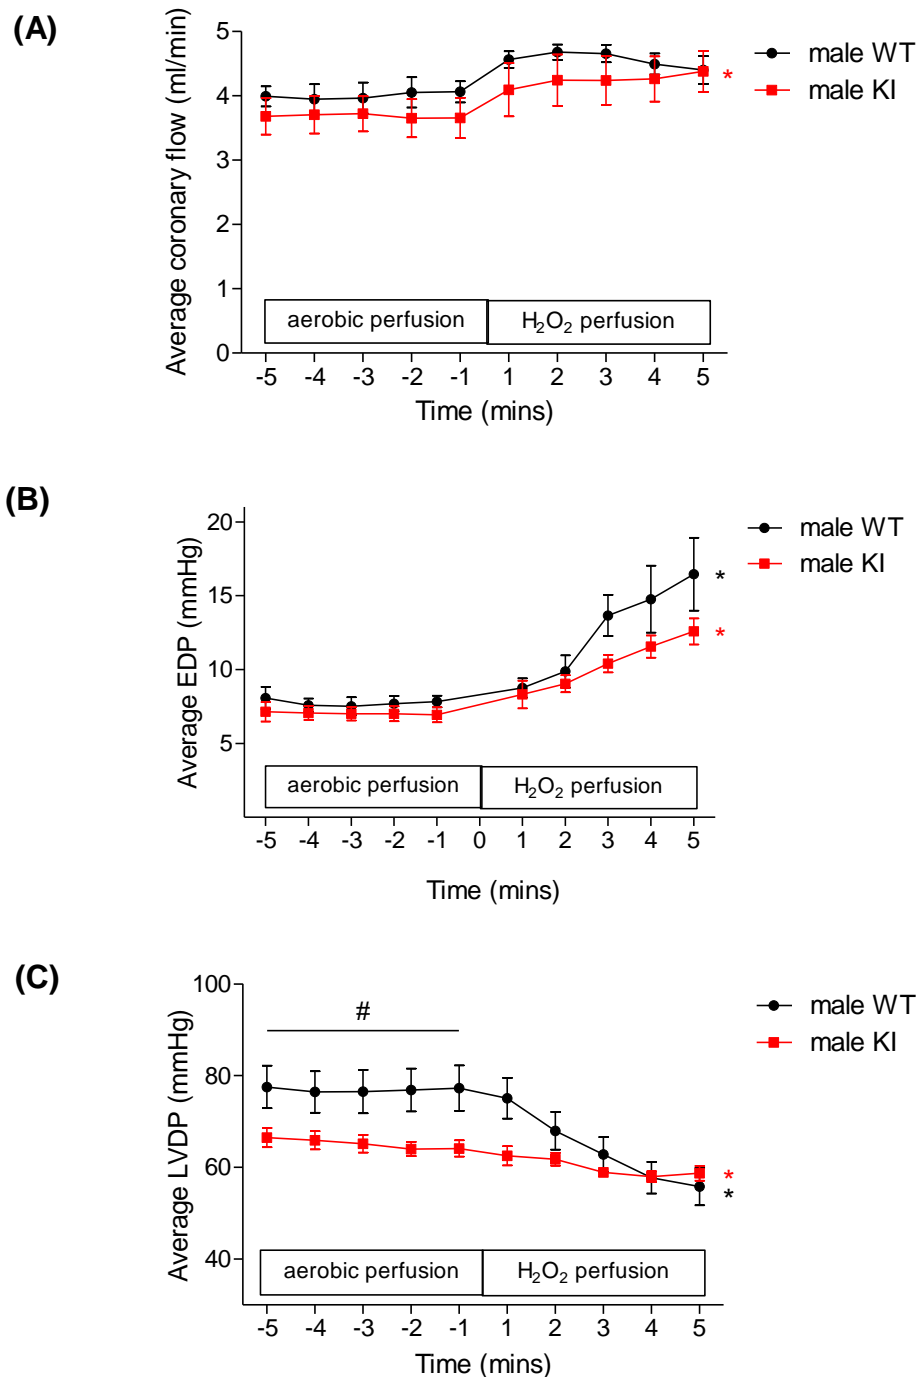 (A)
Average coronary flow (ml/min)
5
4
3
2
1
0
male WT
male KI
*
aerobic perfusion
H₂O₂ perfusion
-5 -4 -3 -2 -1 1 2 3 4 5
Time (mins)
(B)
Average EDP (mmHg)
20
15
10
5
male WT
male KI
*
*
aerobic perfusion
H₂O₂ perfusion
-5 -4 -3 -2 -1 0 1 2 3 4 5
Time (mins)
(C)
Average LVDP (mmHg)
100
80
60
40
#
male WT
male KI
*
*
aerobic perfusion
H₂O₂ perfusion
-5 -4 -3 -2 -1 1 2 3 4 5
Time (mins)